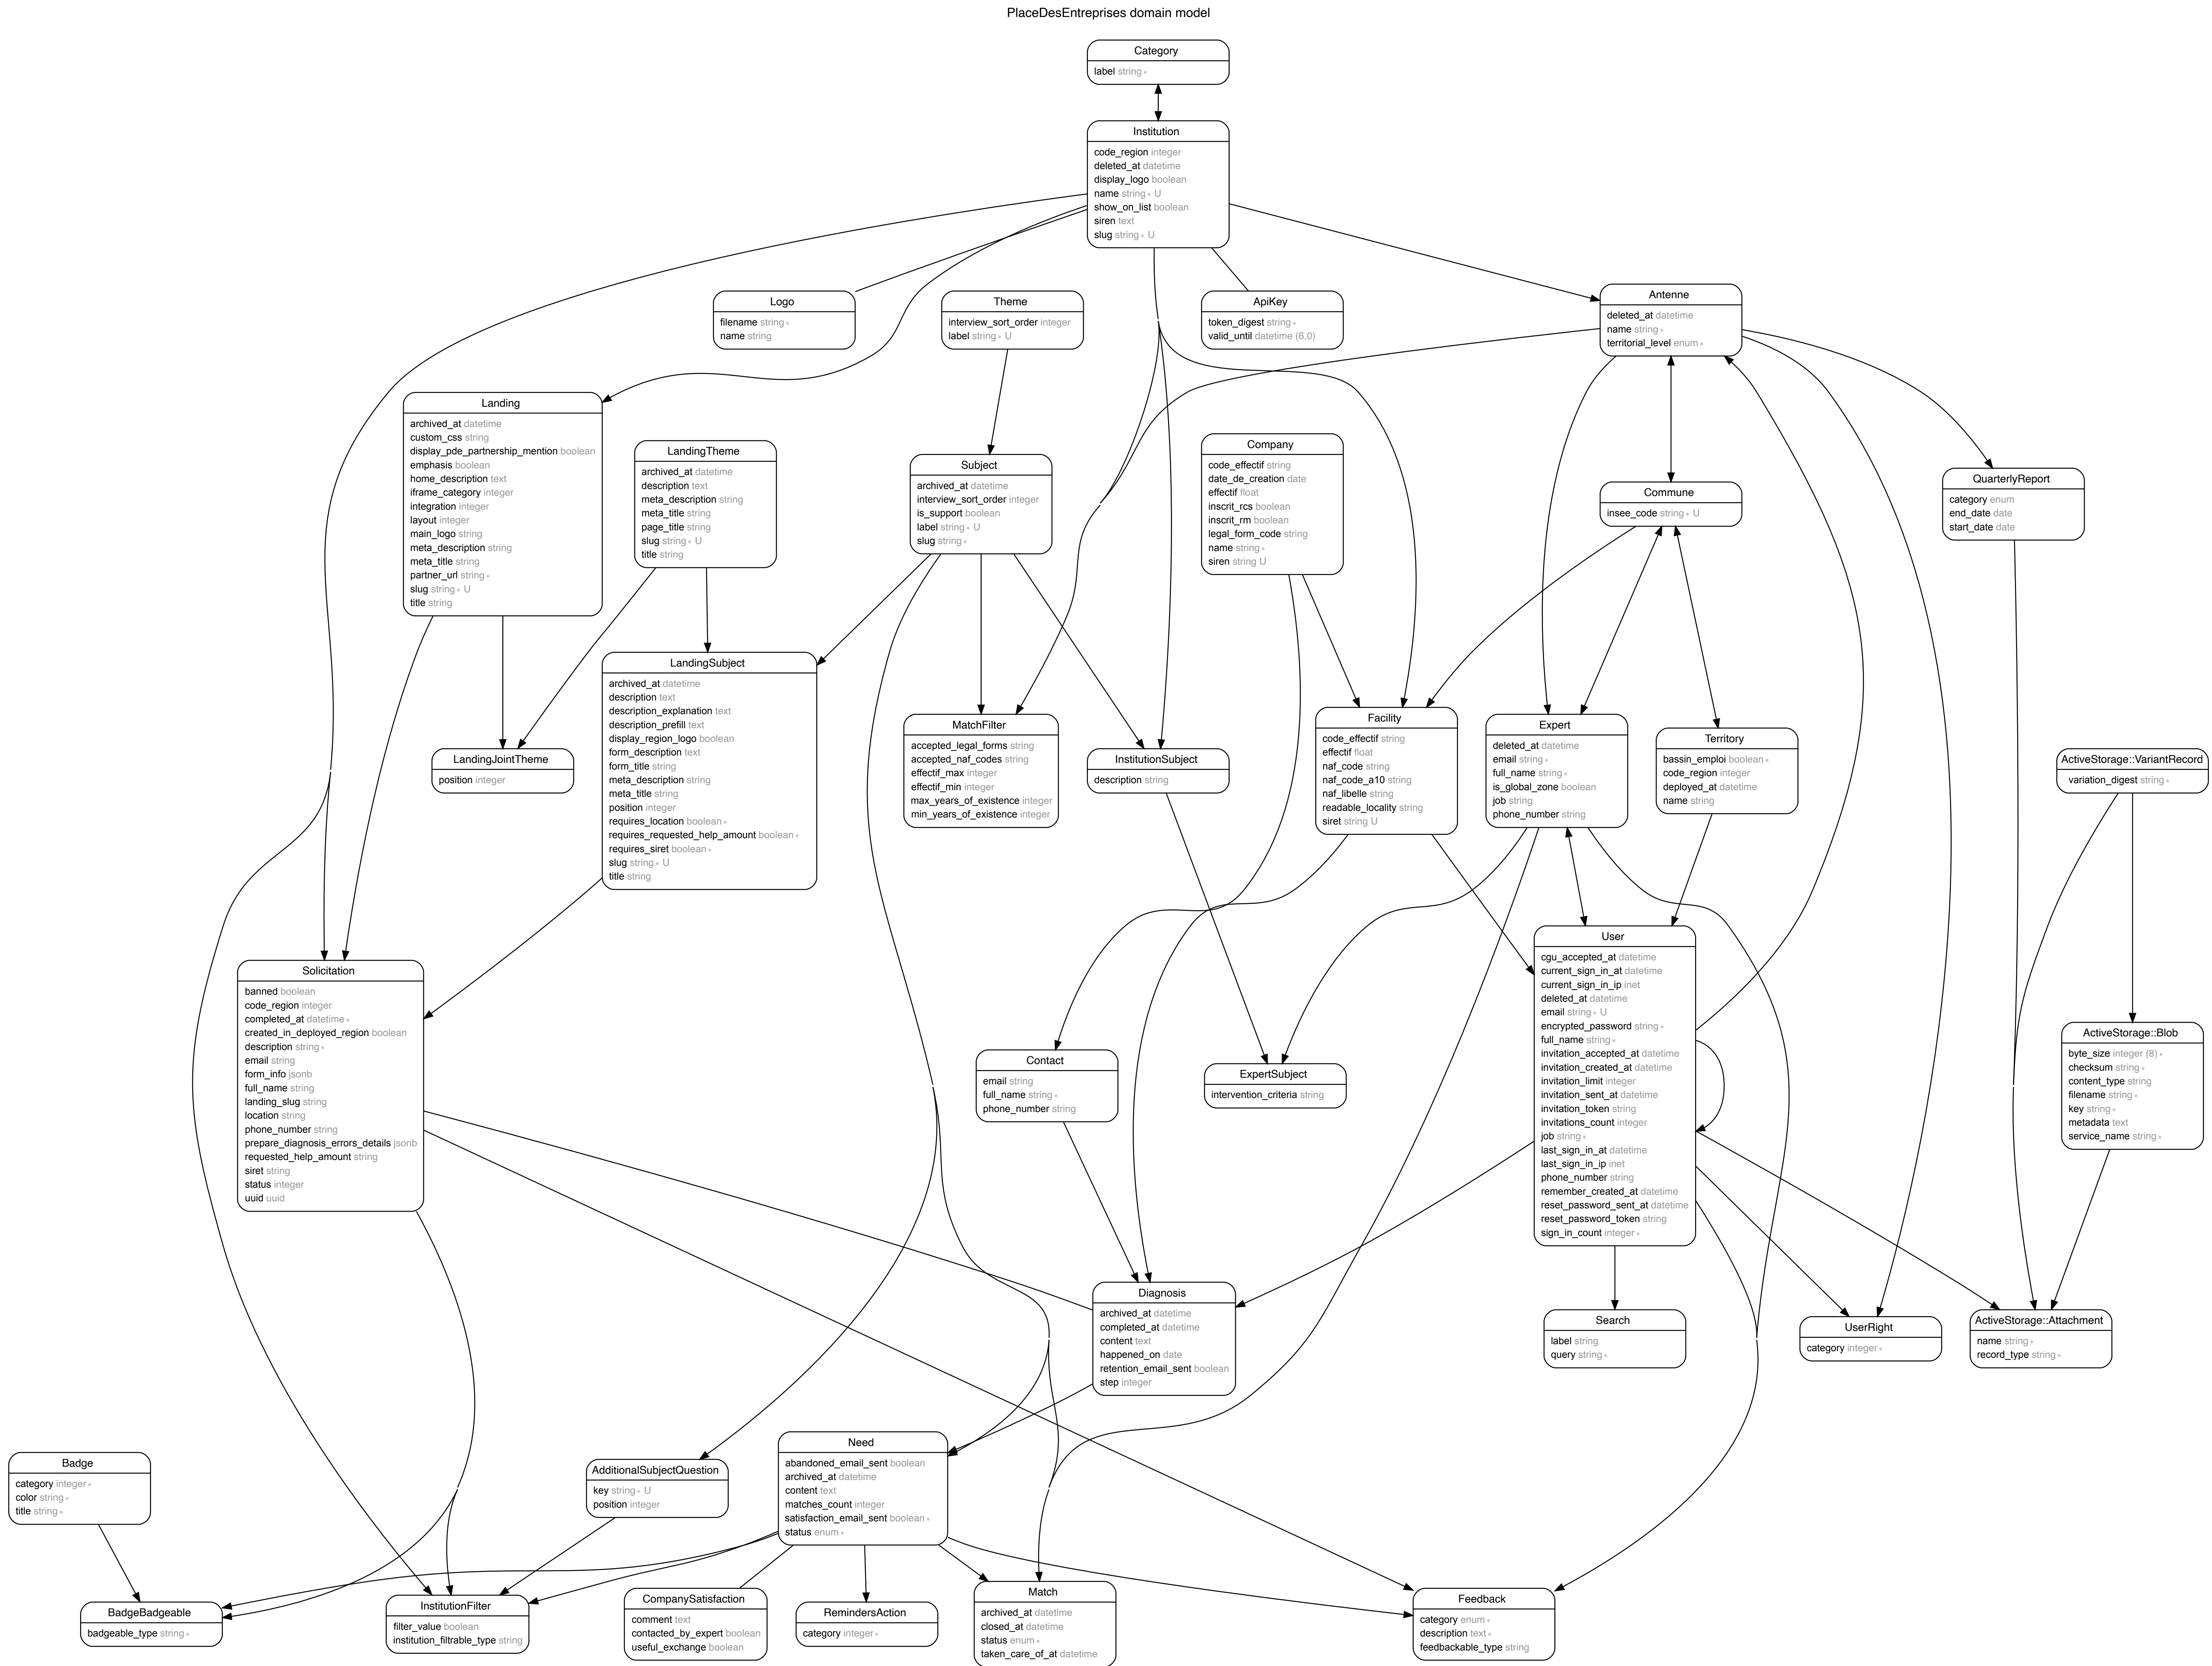 PlaceDesEntreprises domain model
Category
label string ∗
Institution
code_region integer
deleted_at datetime
display_logo boolean
name string ∗ U
show_on_list boolean
siren text
slug string ∗ U
Logo
filename string ∗
name string
Theme
interview_sort_order integer
label string ∗ U
ApiKey
token_digest string ∗
valid_until datetime (6,0)
Antenne
deleted_at datetime
name string ∗
territorial_level enum ∗
Landing
archived_at datetime
custom_css string
display_pde_partnership_mention boolean
emphasis boolean
home_description text
iframe_category integer
integration integer
layout integer
main_logo string
meta_description string
meta_title string
partner_url string ∗
slug string ∗ U
title string
LandingTheme
archived_at datetime
description text
meta_description string
meta_title string
page_title string
slug string ∗ U
title string
Subject
archived_at datetime
interview_sort_order integer
is_support boolean
label string ∗ U
slug string ∗
Company
code_effectif string
date_de_creation date
effectif float
inscrit_rcs boolean
inscrit_rm boolean
legal_form_code string
name string ∗
siren string U
Commune
insee_code string ∗ U
QuarterlyReport
category enum
end_date date
start_date date
LandingSubject
archived_at datetime
description text
description_explanation text
description_prefill text
display_region_logo boolean
form_description text
form_title string
meta_description string
meta_title string
position integer
requires_location boolean ∗
requires_requested_help_amount boolean ∗
requires_siret boolean ∗
slug string ∗ U
title string
LandingJointTheme
position integer
MatchFilter
accepted_legal_forms string
accepted_naf_codes string
effectif_max integer
effectif_min integer
max_years_of_existence integer
min_years_of_existence integer
InstitutionSubject
description string
Facility
code_effectif string
effectif float
naf_code string
naf_code_a10 string
naf_libelle string
readable_locality string
siret string U
Expert
deleted_at datetime
email string ∗
full_name string ∗
is_global_zone boolean
job string
phone_number string
Territory
bassin_emploi boolean ∗
code_region integer
deployed_at datetime
name string
ActiveStorage::VariantRecord
variation_digest string ∗
Solicitation
banned boolean
code_region integer
completed_at datetime ∗
created_in_deployed_region boolean
description string ∗
email string
form_info jsonb
full_name string
landing_slug string
location string
phone_number string
prepare_diagnosis_errors_details jsonb
requested_help_amount string
siret string
status integer
uuid uuid
Contact
email string
full_name string ∗
phone_number string
ExpertSubject
intervention_criteria string
User
cgu_accepted_at datetime
current_sign_in_at datetime
current_sign_in_ip inet
deleted_at datetime
email string ∗ U
encrypted_password string ∗
full_name string ∗
invitation_accepted_at datetime
invitation_created_at datetime
invitation_limit integer
invitation_sent_at datetime
invitation_token string
invitations_count integer
job string ∗
last_sign_in_at datetime
last_sign_in_ip inet
phone_number string
remember_created_at datetime
reset_password_sent_at datetime
reset_password_token string
sign_in_count integer ∗
ActiveStorage::Blob
byte_size integer (8) ∗
checksum string ∗
content_type string
filename string ∗
key string ∗
metadata text
service_name string ∗
Diagnosis
archived_at datetime
completed_at datetime
content text
happened_on date
retention_email_sent boolean
step integer
Search
label string
query string ∗
UserRight
category integer ∗
ActiveStorage::Attachment
name string ∗
record_type string ∗
Badge
category integer ∗
color string ∗
title string ∗
AdditionalSubjectQuestion
key string ∗ U
position integer
Need
abandoned_email_sent boolean
archived_at datetime
content text
matches_count integer
satisfaction_email_sent boolean ∗
status enum ∗
BadgeBadgeable
badgeable_type string ∗
InstitutionFilter
filter_value boolean
institution_filtrable_type string
CompanySatisfaction
comment text
contacted_by_expert boolean
useful_exchange boolean
RemindersAction
category integer ∗
Match
archived_at datetime
closed_at datetime
status enum ∗
taken_care_of_at datetime
Feedback
category enum ∗
description text ∗
feedbackable_type string